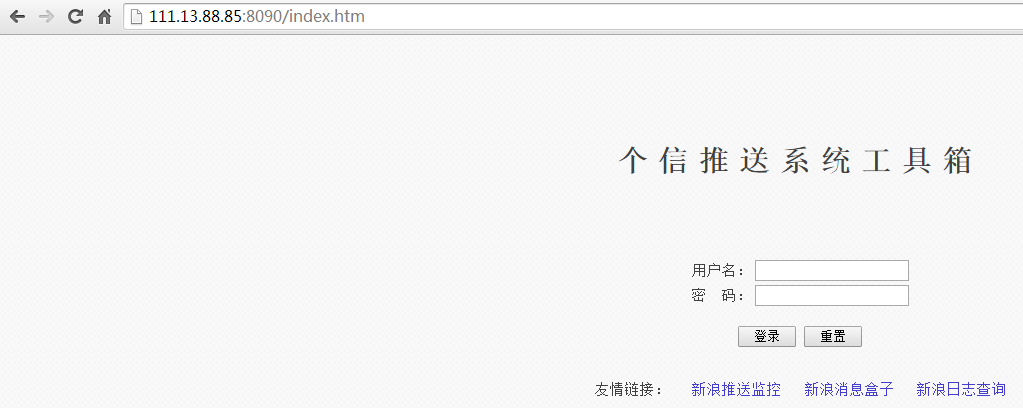 111.13.88.85:8090/index.htm
个信推送系统工具箱
用户名：
密 码：
登录 重置
友情链接： 新浪推送监控 新浪消息盒子 新浪日志查询